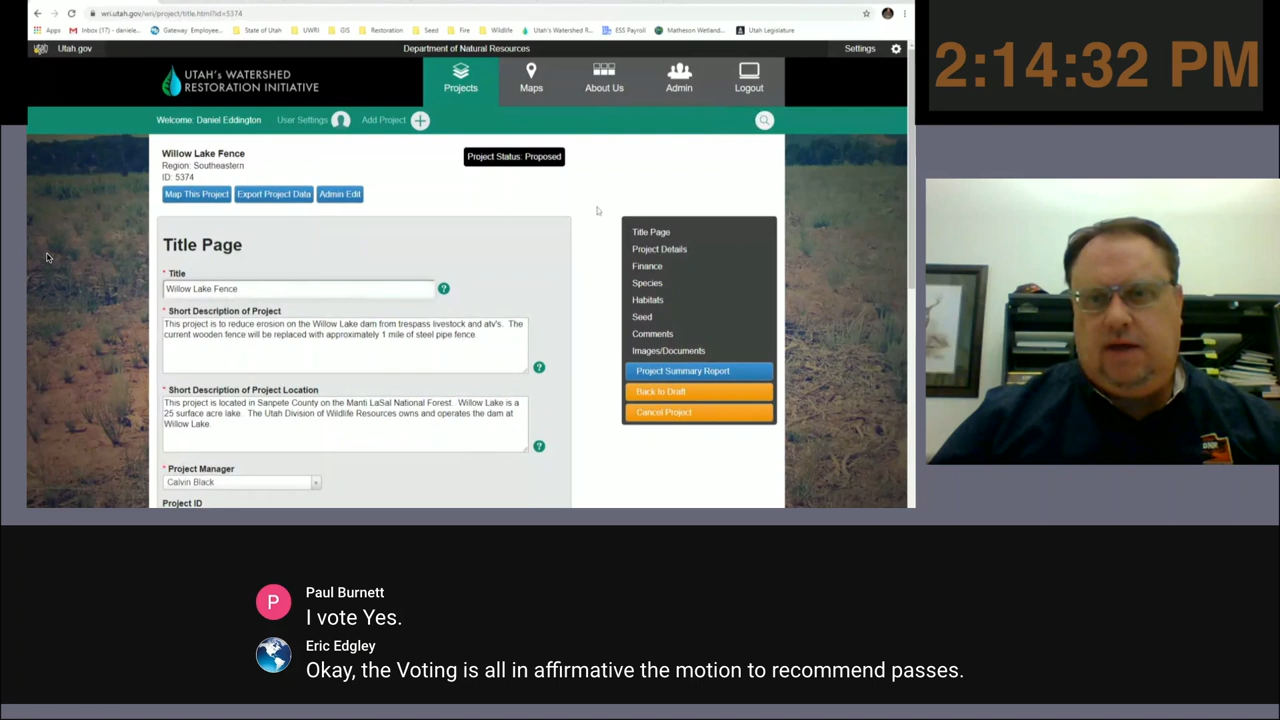 wri.utah.gov/wri/project/title.html?id=5374
Apps
Inbox (17) - daniele...
Gateway Employee...
State of Utah
UWRI
GIS
Restoration
Seed
Fire
Wildlife
Utah's Watershed R...
ESS Payroll
Matheson Wetland...
Utah Legislature
Utah.gov
Department of Natural Resources
Settings
2:14:32 PM
UTAH'S WATERSHED
RESTORATION INITIATIVE
Projects
Maps
About Us
Admin
Logout
Welcome: Daniel Eddington
User Settings
Add Project
Willow Lake Fence
Region: Southeastern
ID: 5374
Project Status: Proposed
Map This Project
Export Project Data
Admin Edit
Title Page
* Title
Willow Lake Fence
* Short Description of Project
This project is to reduce erosion on the Willow Lake dam from trespass livestock and atv's. The
current wooden fence will be replaced with approximately 1 mile of steel pipe fence
* Short Description of Project Location
This project is located in Sanpete County on the Manti LaSal National Forest. Willow Lake is a
25 surface acre lake. The Utah Division of Wildlife Resources owns and operates the dam at
Willow Lake.
* Project Manager
Calvin Black
Project ID
Title Page
Project Details
Finance
Species
Habitats
Seed
Comments
Images/Documents
Project Summary Report
Back to Draft
Cancel Project
DNR
P
Paul Burnett
I vote Yes.
Eric Edgley
Okay, the Voting is all in affirmative the motion to recommend passes.